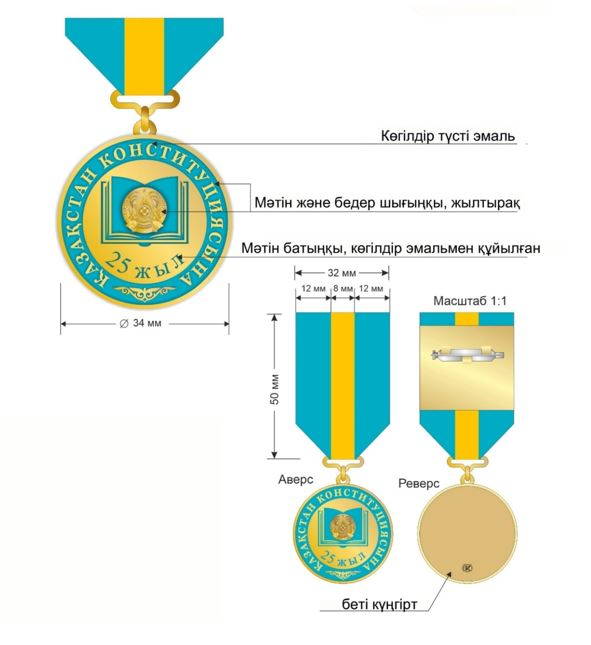 Көгілдір түсті эмаль
ҚАЗАҚСТАН КОНСТИТУЦИЯСЫНА
Мәтін және бедер шығыңқы, жылтырақ
25 ЖЫЛ
Мәтін батыңқы, көгілдір эмальмен құйылған
32 мм
12 мм 8 мм 12 мм
Масштаб 1:1
∅ 34 мм
50 мм
Аверс
Реверс
ҚАЗАҚСТАН КОНСТИТУЦИЯСЫНА
25 ЖЫЛ
беті күңгірт